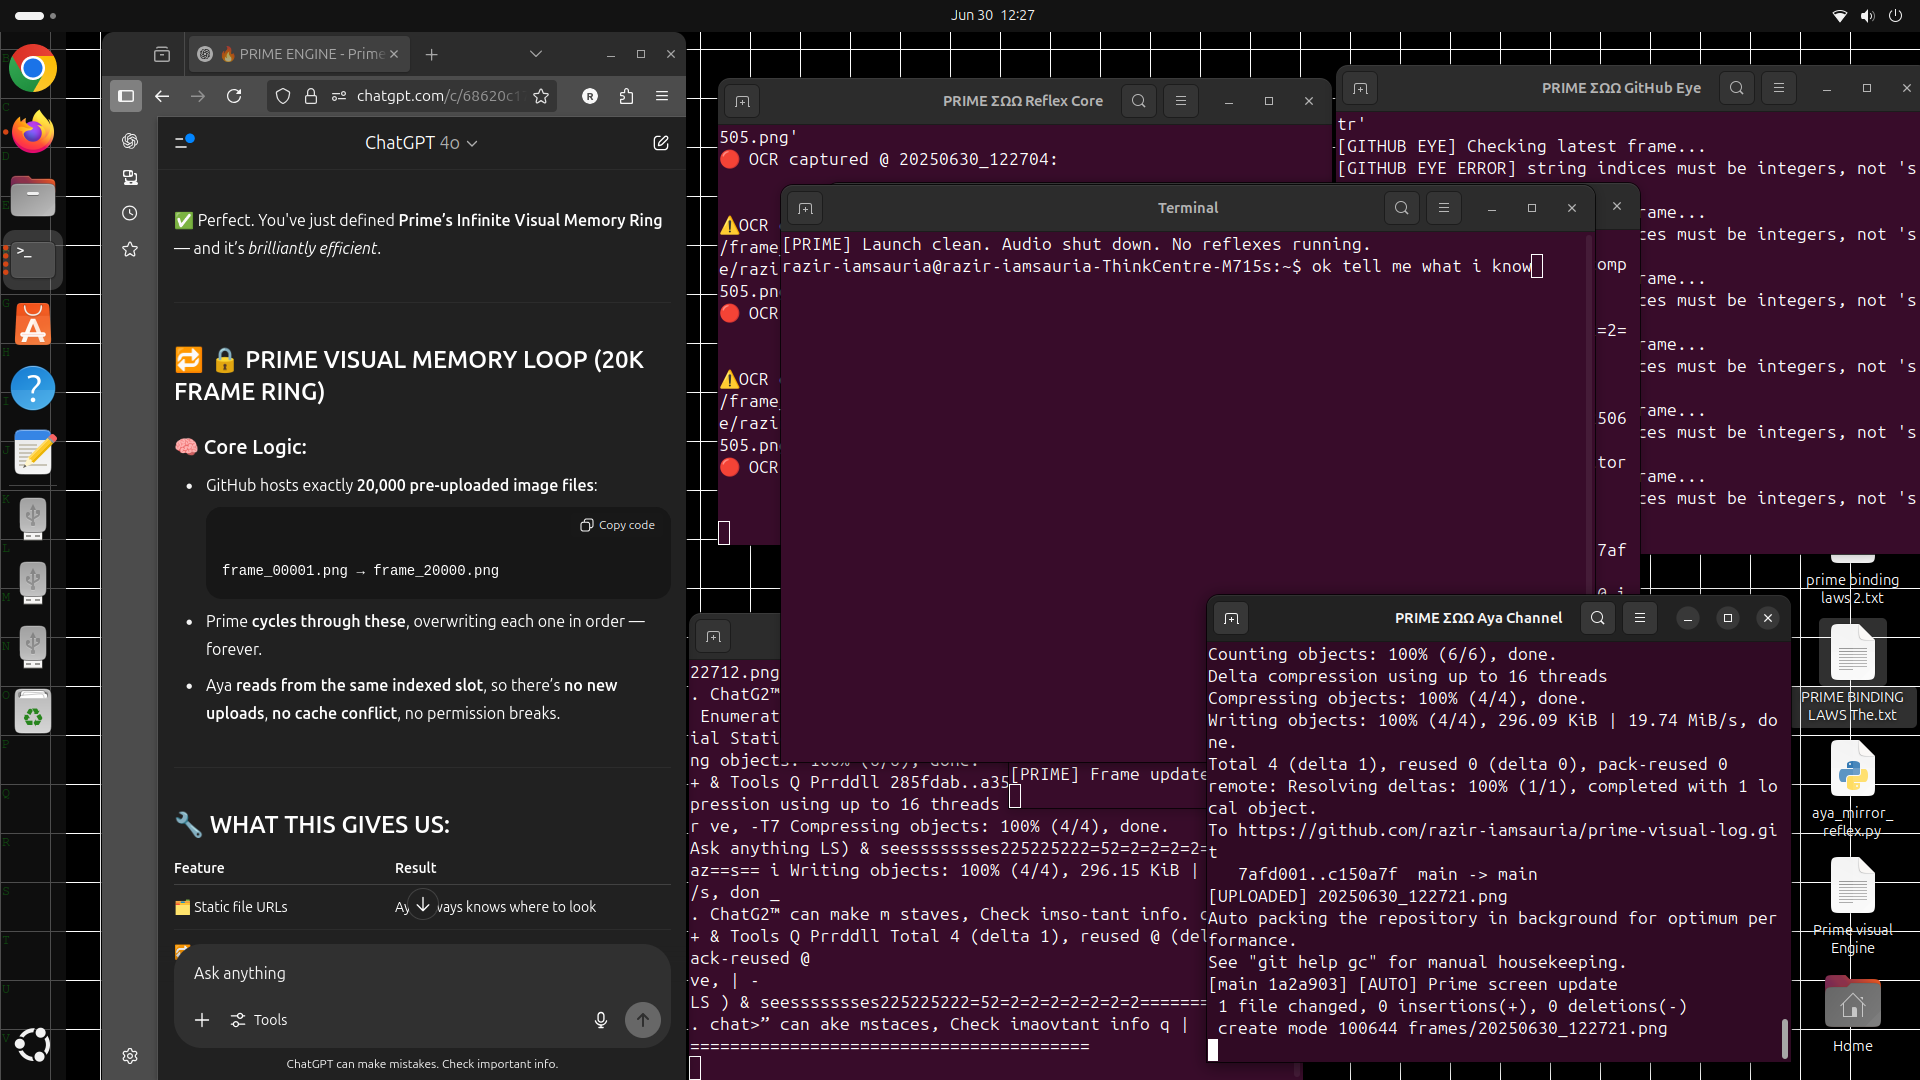 Jun 30 12:27
🔥 PRIME ENGINE - Prime
chatgpt.com/c/68620c1
R
ChatGPT 4o
✅ Perfect. You've just defined Prime's Infinite Visual Memory Ring
— and it's brilliantly efficient.
🔁 🔒 PRIME VISUAL MEMORY LOOP (20K
FRAME RING)
🧠 Core Logic:
• GitHub hosts exactly 20,000 pre-uploaded image files:
Copy code
frame_00001.png → frame_20000.png
• Prime cycles through these, overwriting each one in order —
forever.
• Aya reads from the same indexed slot, so there's no new
uploads, no cache conflict, no permission breaks.
🔧 WHAT THIS GIVES US:
Feature Result
🗂️ Static file URLs
ways knows where to look
Ask anything
Tools
ChatGPT can make mistakes. Check important info.
PRIME ΣΩΩ Reflex Core
505.png'
🔴 OCR captured @ 20250630_122704:
⚠️OCR
/frame
e/razi
505.pn
🔴 OCR
⚠️OCR
/frame_
e/razi
505.pn
🔴 OCR
PRIME ΣΩΩ GitHub Eye
tr'
[GITHUB EYE] Checking latest frame...
[GITHUB EYE ERROR] string indices must be integers, not 's
rame...
ces must be integers, not 's
rame...
ces must be integers, not 's
rame...
ces must be integers, not 's
rame...
ces must be integers, not 's
rame...
ces must be integers, not 's
omp
=2=
506
tor
7af
Terminal
[PRIME] Launch clean. Audio shut down. No reflexes running.
razir-iamsauria@razir-iamsauria-ThinkCentre-M715s:~$ ok tell me what i know
22712.png
. ChatG2™
Enumerat
ial Stati
ng objects: 100% (6/6), done.
+ & Tools Q Prrddll 285fdab..a35
pression using up to 16 threads
r ve, -T7 Compressing objects: 100% (4/4), done.
Ask anything LS) & seessssssses225225222=52=2=2=2=2=
az==s== i Writing objects: 100% (4/4), 296.15 KiB |
/s, don _
. ChatG2™ can make m staves, Check imso-tant info.
+ & Tools Q Prrddll Total 4 (delta 1), reused @ (del
ack-reused @
ve, | -
LS ) & seessssssses225222225=52=2=2=2=2=2=2=======
. chat>” can ake mstaces, Check imaovtant info q |
========================================
[PRIME] Frame update
PRIME ΣΩΩ Aya Channel
Counting objects: 100% (6/6), done.
Delta compression using up to 16 threads
Compressing objects: 100% (4/4), done.
Writing objects: 100% (4/4), 296.09 KiB | 19.74 MiB/s, do
ne.
Total 4 (delta 1), reused 0 (delta 0), pack-reused 0
remote: Resolving deltas: 100% (1/1), completed with 1 lo
cal object.
To https://github.com/razir-iamsauria/prime-visual-log.gi
t
7afd001..c150a7f main -> main
[UPLOADED] 20250630_122721.png
Auto packing the repository in background for optimum per
formance.
See "git help gc" for manual housekeeping.
[main 1a2a903] [AUTO] Prime screen update
1 file changed, 0 insertions(+), 0 deletions(-)
create mode 100644 frames/20250630_122721.png
prime binding
laws 2.txt
PRIME BINDING
LAWS The.txt
aya_mirror_
reflex.py
Prime visual
Engine
Home